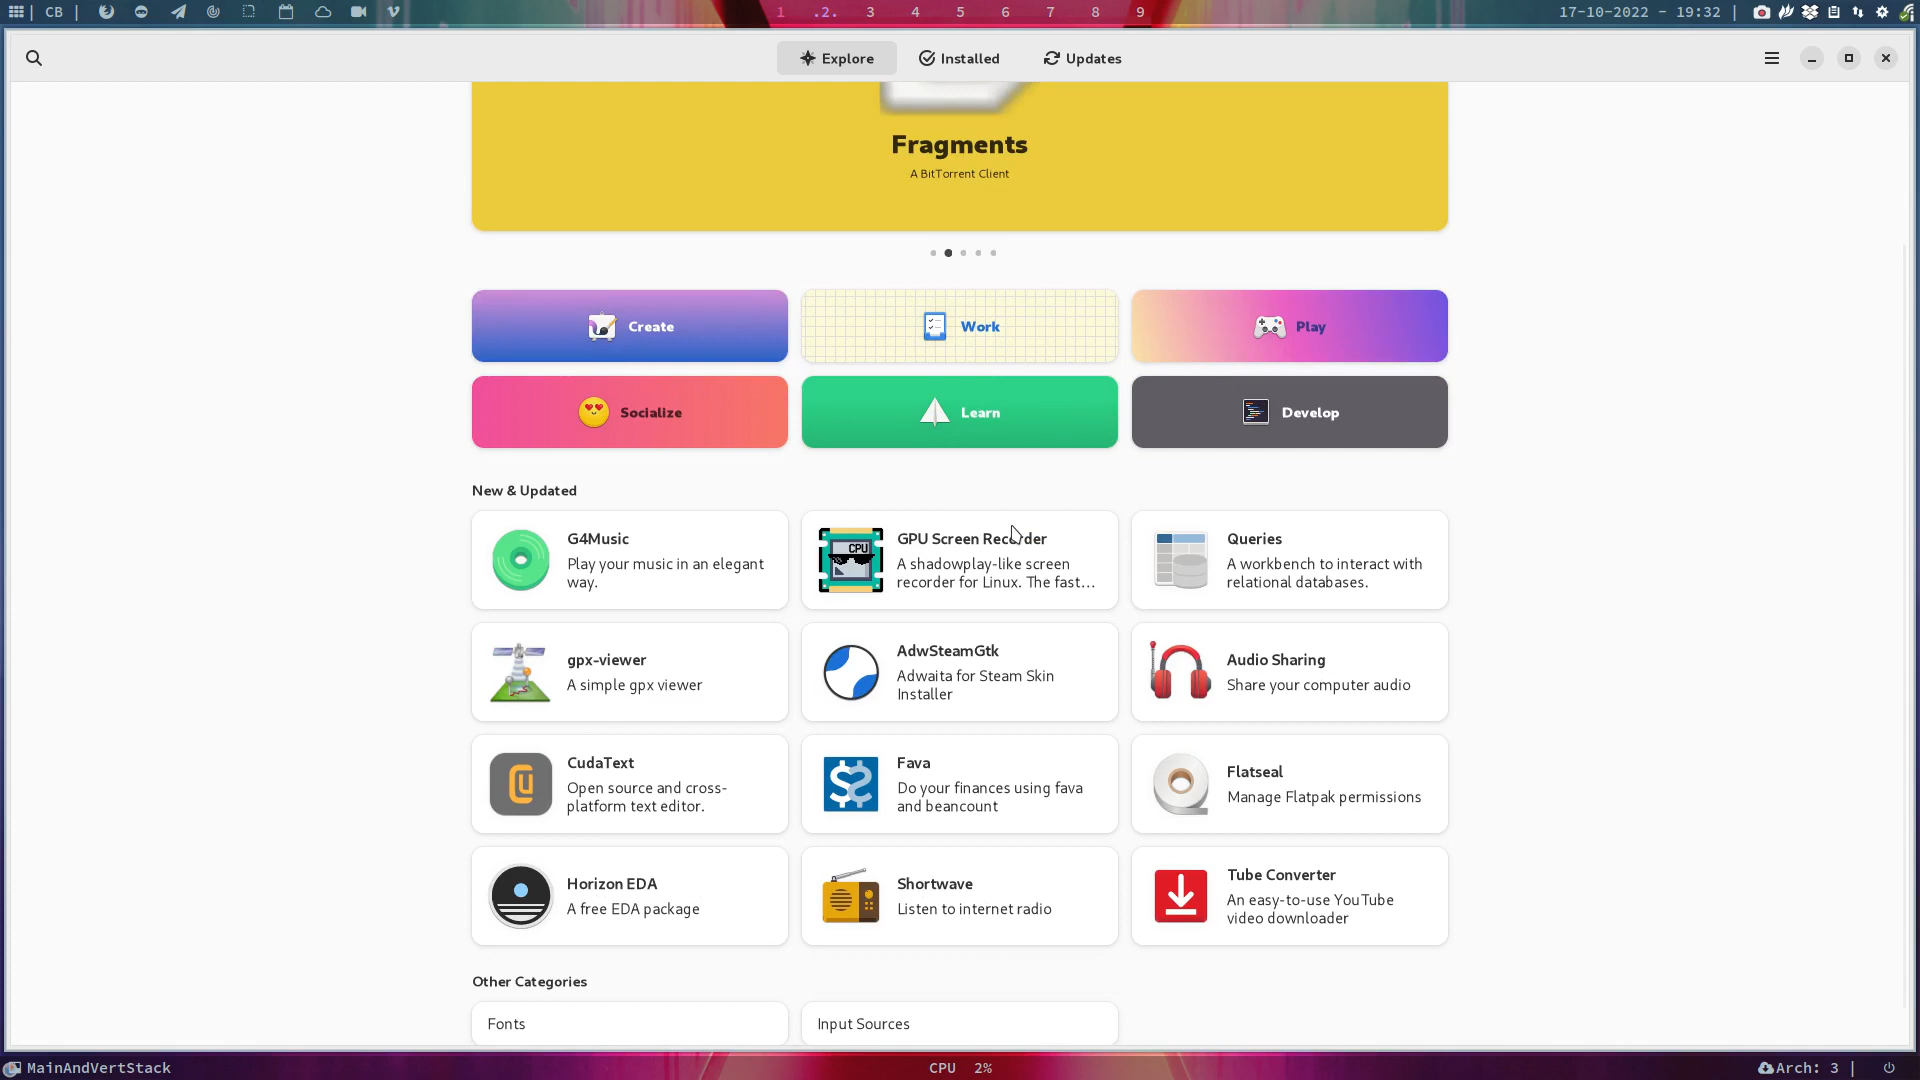 CB
1 .2. 3 4 5 6 7 8 9
17-10-2022 - 19:32
Explore
Installed
Updates
Fragments
A BitTorrent Client
Create
Work
Play
Socialize
Learn
Develop
New & Updated
G4Music
Play your music in an elegant
way.
CPU
GPU Screen Recorder
A shadowplay-like screen
recorder for Linux. The fast…
Queries
A workbench to interact with
relational databases.
gpx-viewer
A simple gpx viewer
AdwSteamGtk
Adwaita for Steam Skin
Installer
Audio Sharing
Share your computer audio
CudaText
Open source and cross-
platform text editor.
Fava
Do your finances using fava
and beancount
Flatseal
Manage Flatpak permissions
Horizon EDA
A free EDA package
Shortwave
Listen to internet radio
Tube Converter
An easy-to-use YouTube
video downloader
Other Categories
Fonts
Input Sources
MainAndVertStack
CPU 2%
Arch: 3